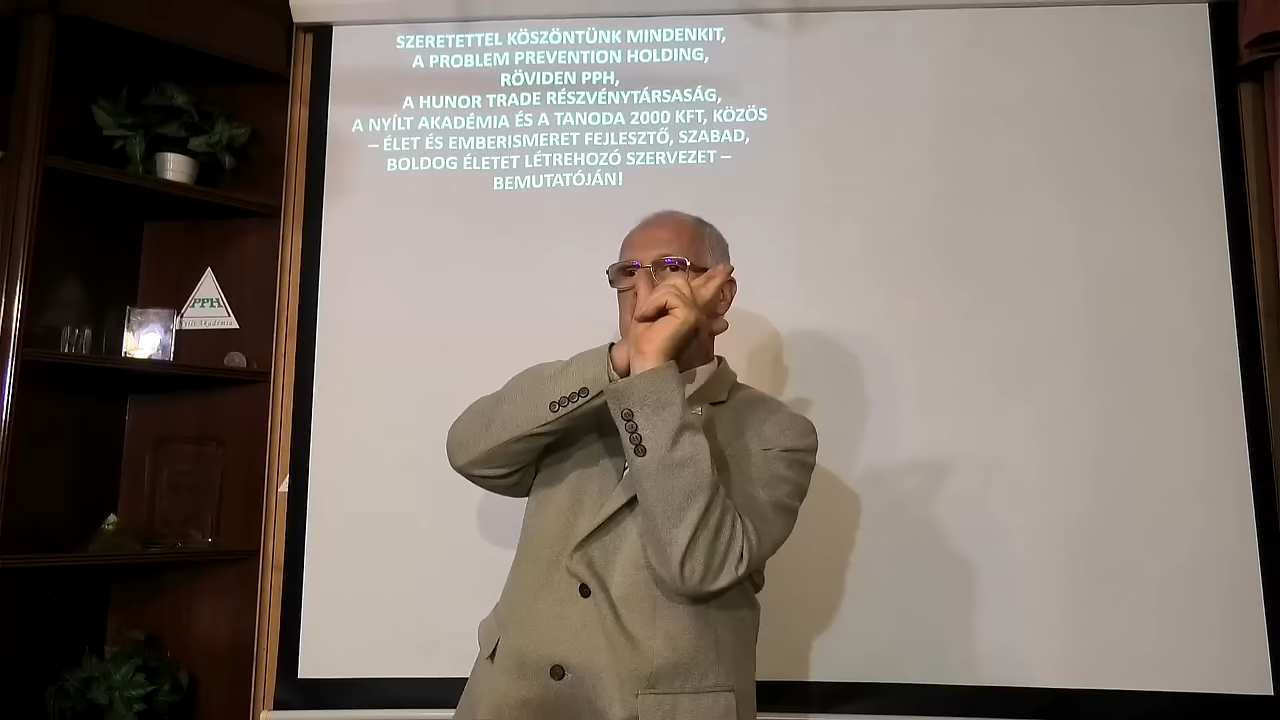 SZERETETTEL KÖSZÖNTÜNK MINDENKIT,
A PROBLEM PREVENTION HOLDING,
RÖVIDEN PPH,
A HUNOR TRADE RÉSZVÉNYTÁRSASÁG,
A NYÍLT AKADÉMIA ÉS A TANODA 2000 KFT, KÖZÖS
– ÉLET ÉS EMBERISMERET FEJLESZTŐ, SZABAD,
BOLDOG ÉLETET LÉTREHOZÓ SZERVEZET –
BEMUTATÓJÁN!
PPH
Nyílt Akadémia